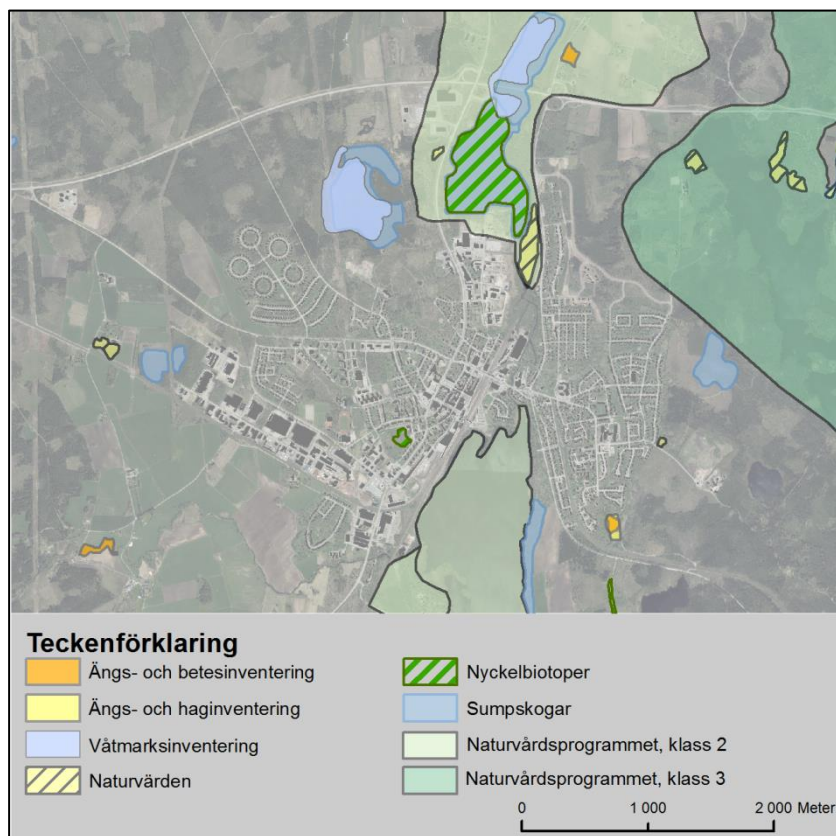 Teckenförklaring
Ängs- och betesinventering
Ängs- och haginventering
Våtmarksinventering
Naturvärden
Nyckelbiotoper
Sumpskogar
Naturvårdsprogrammet, klass 2
Naturvårdsprogrammet, klass 3
0 1 000 2 000 Meter